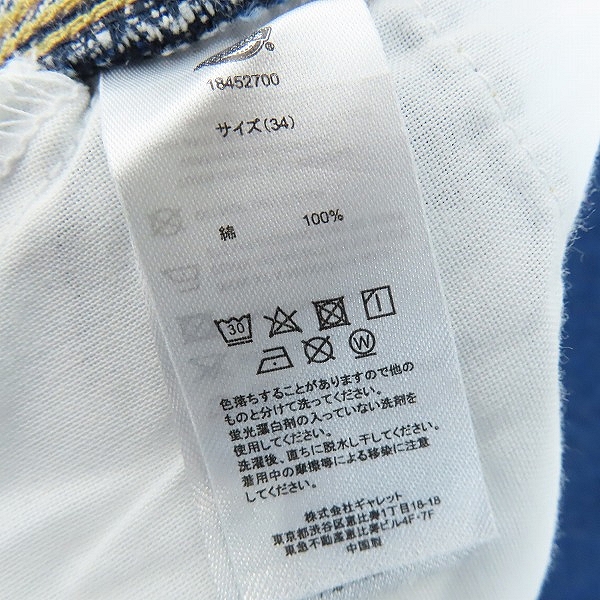 18452700
サイズ(34)
綿 100%
30
W
色落ちすることがありますので他の
ものと分けて洗ってください。
蛍光漂白剤の入っていない洗剤を
使用してください。
洗濯後、直ちに脱水し干してください。
着用中の摩擦等による移染に注意
してください。
株式会社ギャレット
東京都渋谷区恵比寿1丁目18-18
東急不動産恵比寿ビル4F・7F
中国製